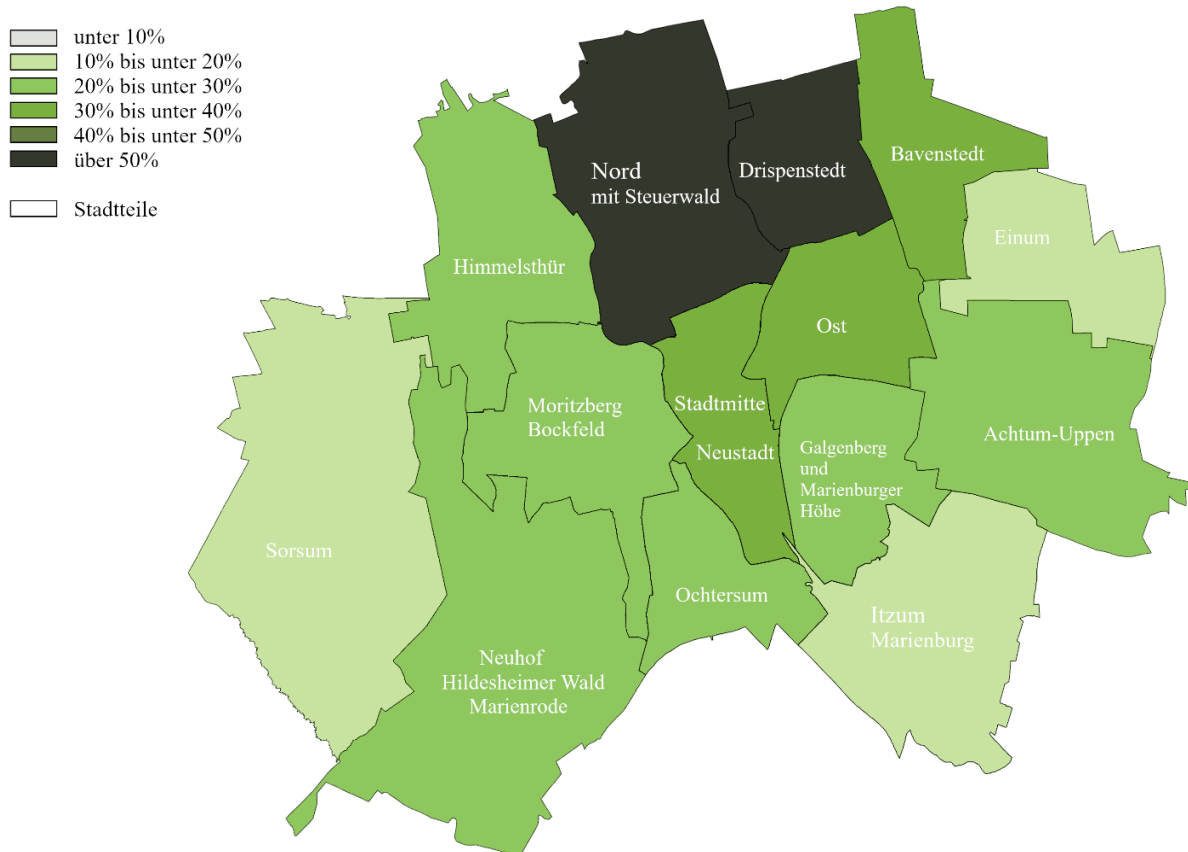 unter 10%
10% bis unter 20%
20% bis unter 30%
30% bis unter 40%
40% bis unter 50%
über 50%
Stadtteile
Nord
mit Steuerwald
Drispenstedt
Bavenstedt
Einum
Himmelsthür
Ost
Moritzberg
Bockfeld
Stadtmitte
Neustadt
Galgenberg
und
Marienburger
Höhe
Achtum-Uppen
Sorsum
Ochtersum
Itzum
Marienburg
Neuhof
Hildesheimer Wald
Marienrode